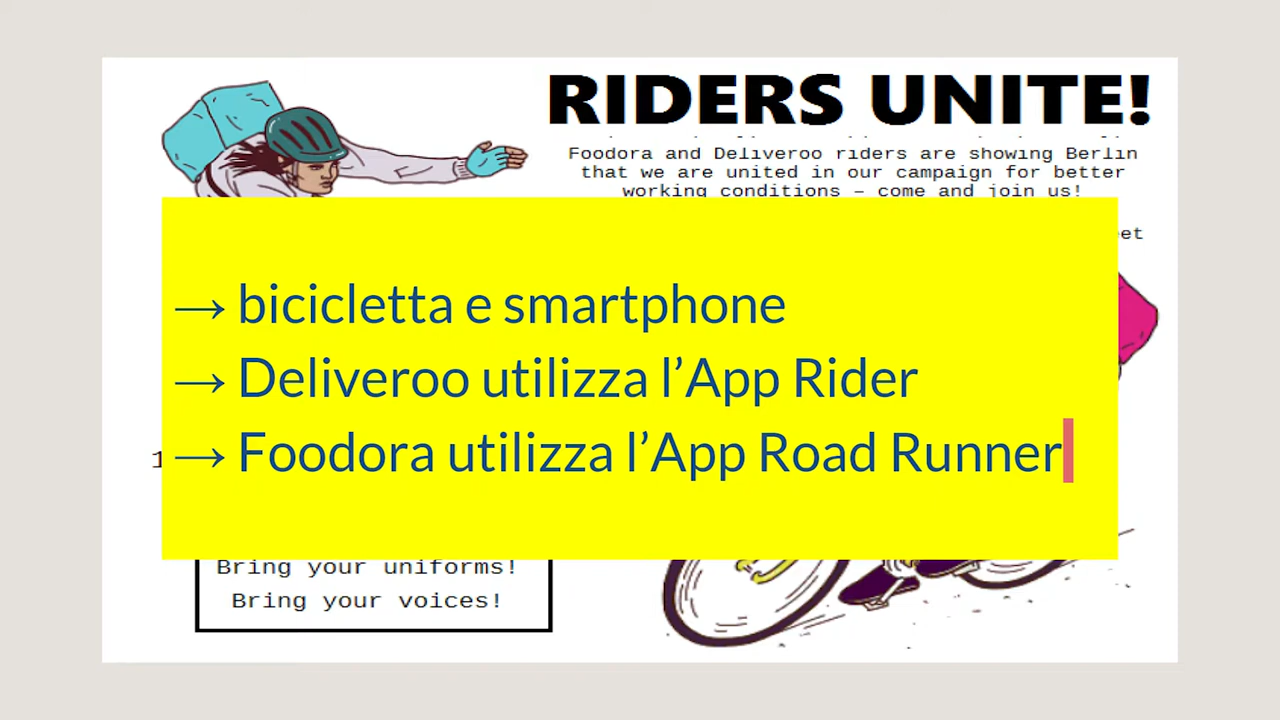 RIDERS UNITE!
Foodora and Deliveroo riders are showing Berlin
that we are united in our campaign for better
working conditions – come and join us!
→ bicicletta e smartphone
→ Deliveroo utilizza l’App Rider
→ Foodora utilizza l’App Road Runner
Bring your uniforms!
Bring your voices!